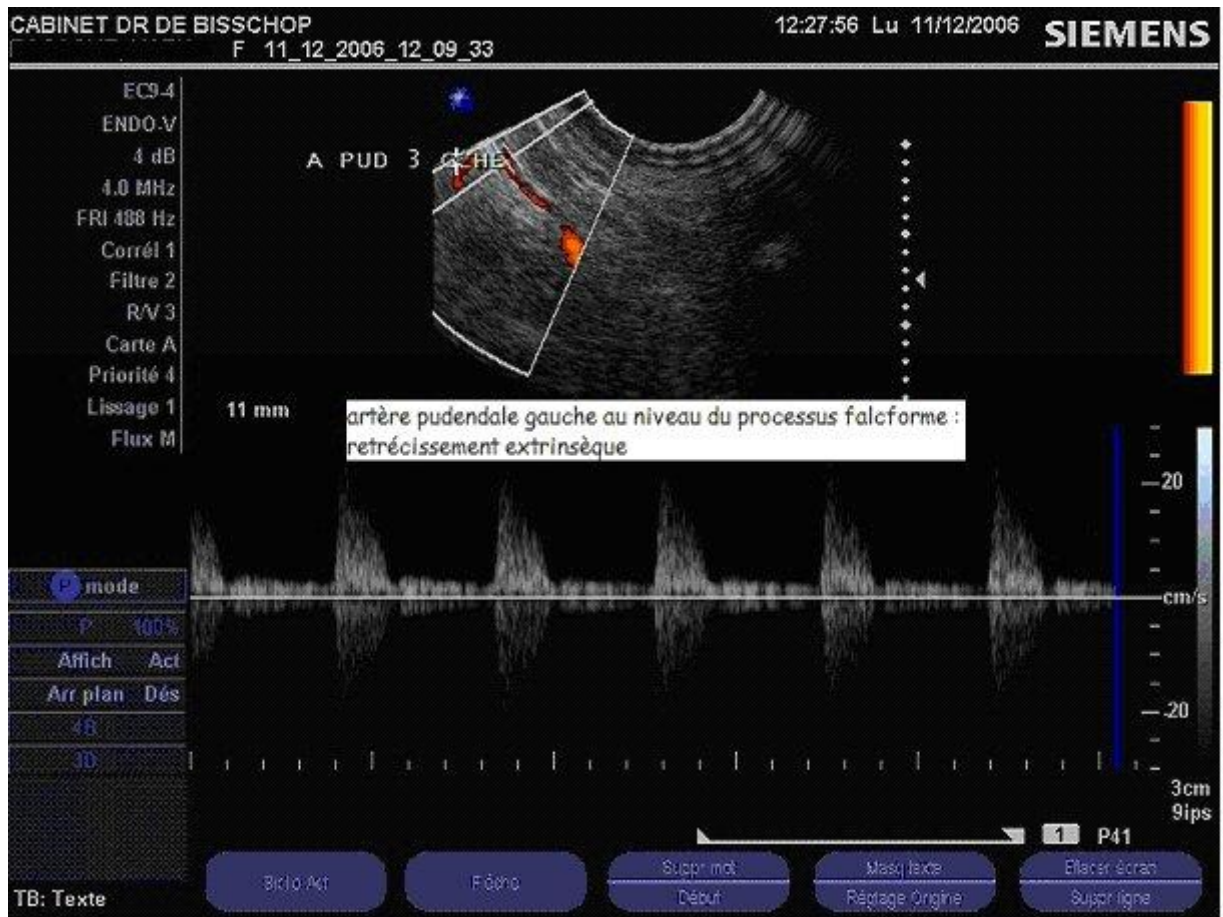 CABINET DR DE BISSCHOP
12:27:56 Lu 11/12/2006
SIEMENS
F 11_12_2006_12_09_33
EC9-4
ENDO-V
4 dB
4.0 MHz
FRI 488 Hz
Corrél 1
Filtre 2
R/V 3
Carte A
Priorité 4
Lissage 1
Flux M
A PUD 3 GCHE
11 mm
artère pudendale gauche au niveau du processus falciforme :
retrécissement extrinsèque
20
cm/s
-20
P mode
P 100%
Affich Act
Arr plan Dés
4B
3cm
9ips
1 P41
TB: Texte
Suppr mot
Début
Masq texte
Réglage Origine
Effacer écran
Suppr ligne